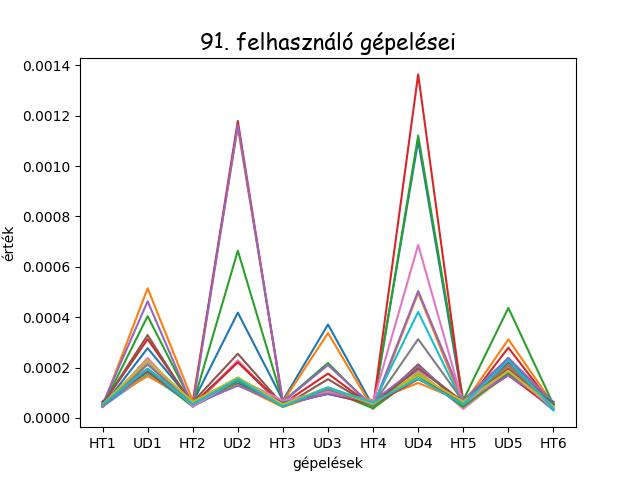 91. felhasználó gépelései
érték
0.0014
0.0012
0.0010
0.0008
0.0006
0.0004
0.0002
0.0000
HT1 UD1 HT2 UD2 HT3 UD3 HT4 UD4 HT5 UD5 HT6
gépelések